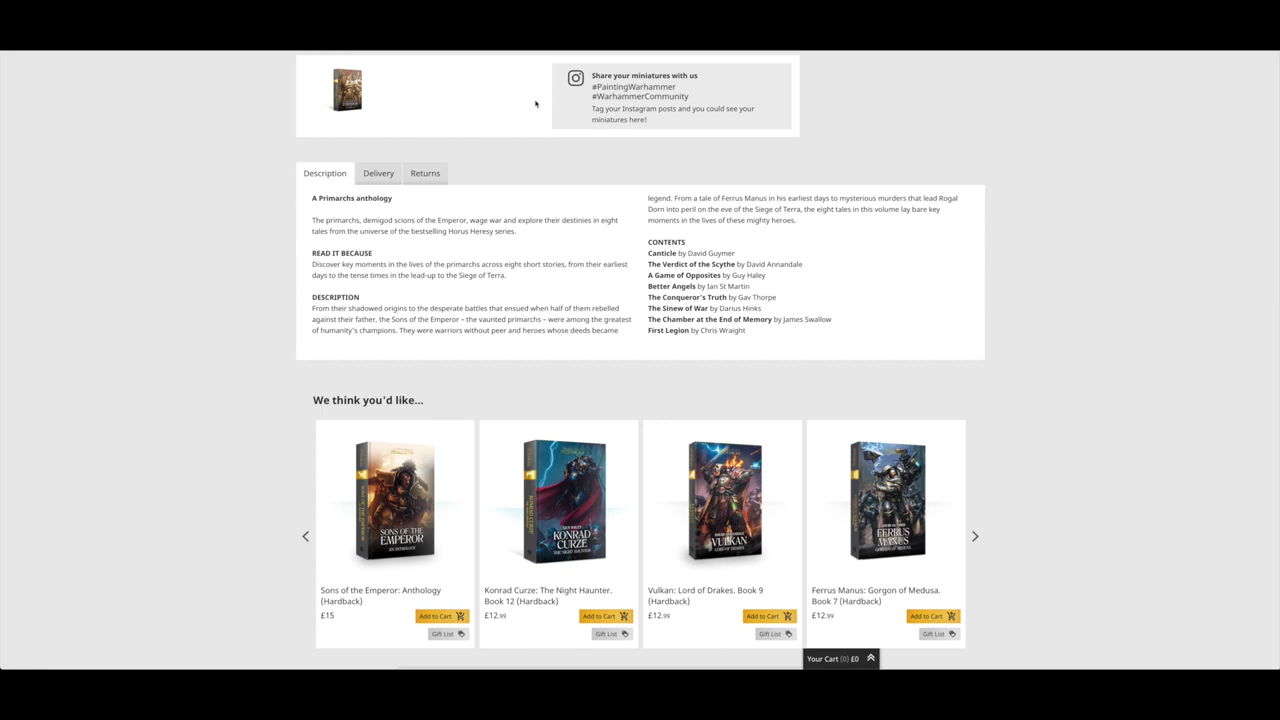 Share your miniatures with us
#PaintingWarhammer
#WarhammerCommunity
Tag your Instagram posts and you could see your
miniatures here!
Description
Delivery
Returns
A Primarchs anthology
The primarchs, demigod scions of the Emperor, wage war and explore their destinies in eight
tales from the universe of the bestselling Horus Heresy series.
READ IT BECAUSE
Discover key moments in the lives of the primarchs across eight short stories, from their earliest
days to the tense times in the lead-up to the Siege of Terra.
DESCRIPTION
From their shadowed origins to the desperate battles that ensued when half of them rebelled
against their father, the Sons of the Emperor – the vaunted primarchs – were among the greatest
of humanity's champions. They were warriors without peer and heroes whose deeds became
legend. From a tale of Ferrus Manus in his earliest days to mysterious murders that lead Rogal
Dorn into peril on the eve of the Siege of Terra, the eight tales in this volume lay bare key
moments in the lives of these mighty heroes.
CONTENTS
Canticle by David Guymer
The Verdict of the Scythe by David Annandale
A Game of Opposites by Guy Haley
Better Angels by Ian St Martin
The Conqueror's Truth by Gav Thorpe
The Sinew of War by Darius Hinks
The Chamber at the End of Memory by James Swallow
First Legion by Chris Wraight
We think you'd like...
SONS OF THE
EMPEROR
AN ANTHOLOGY
GUY HALEY
KONRAD
CURZE
THE NIGHT HAUNTER
VULKAN
LORD OF DRAKES
DAVID GUYMER
FERRUS
MANUS
GORGON OF MEDUSA
Sons of the Emperor: Anthology
(Hardback)
£15
Add to Cart
Gift List
Konrad Curze: The Night Haunter.
Book 12 (Hardback)
£12.99
Add to Cart
Gift List
Vulkan: Lord of Drakes. Book 9
(Hardback)
£12.99
Add to Cart
Gift List
Ferrus Manus: Gorgon of Medusa.
Book 7 (Hardback)
£12.99
Add to Cart
Gift List
Your Cart (0) £0